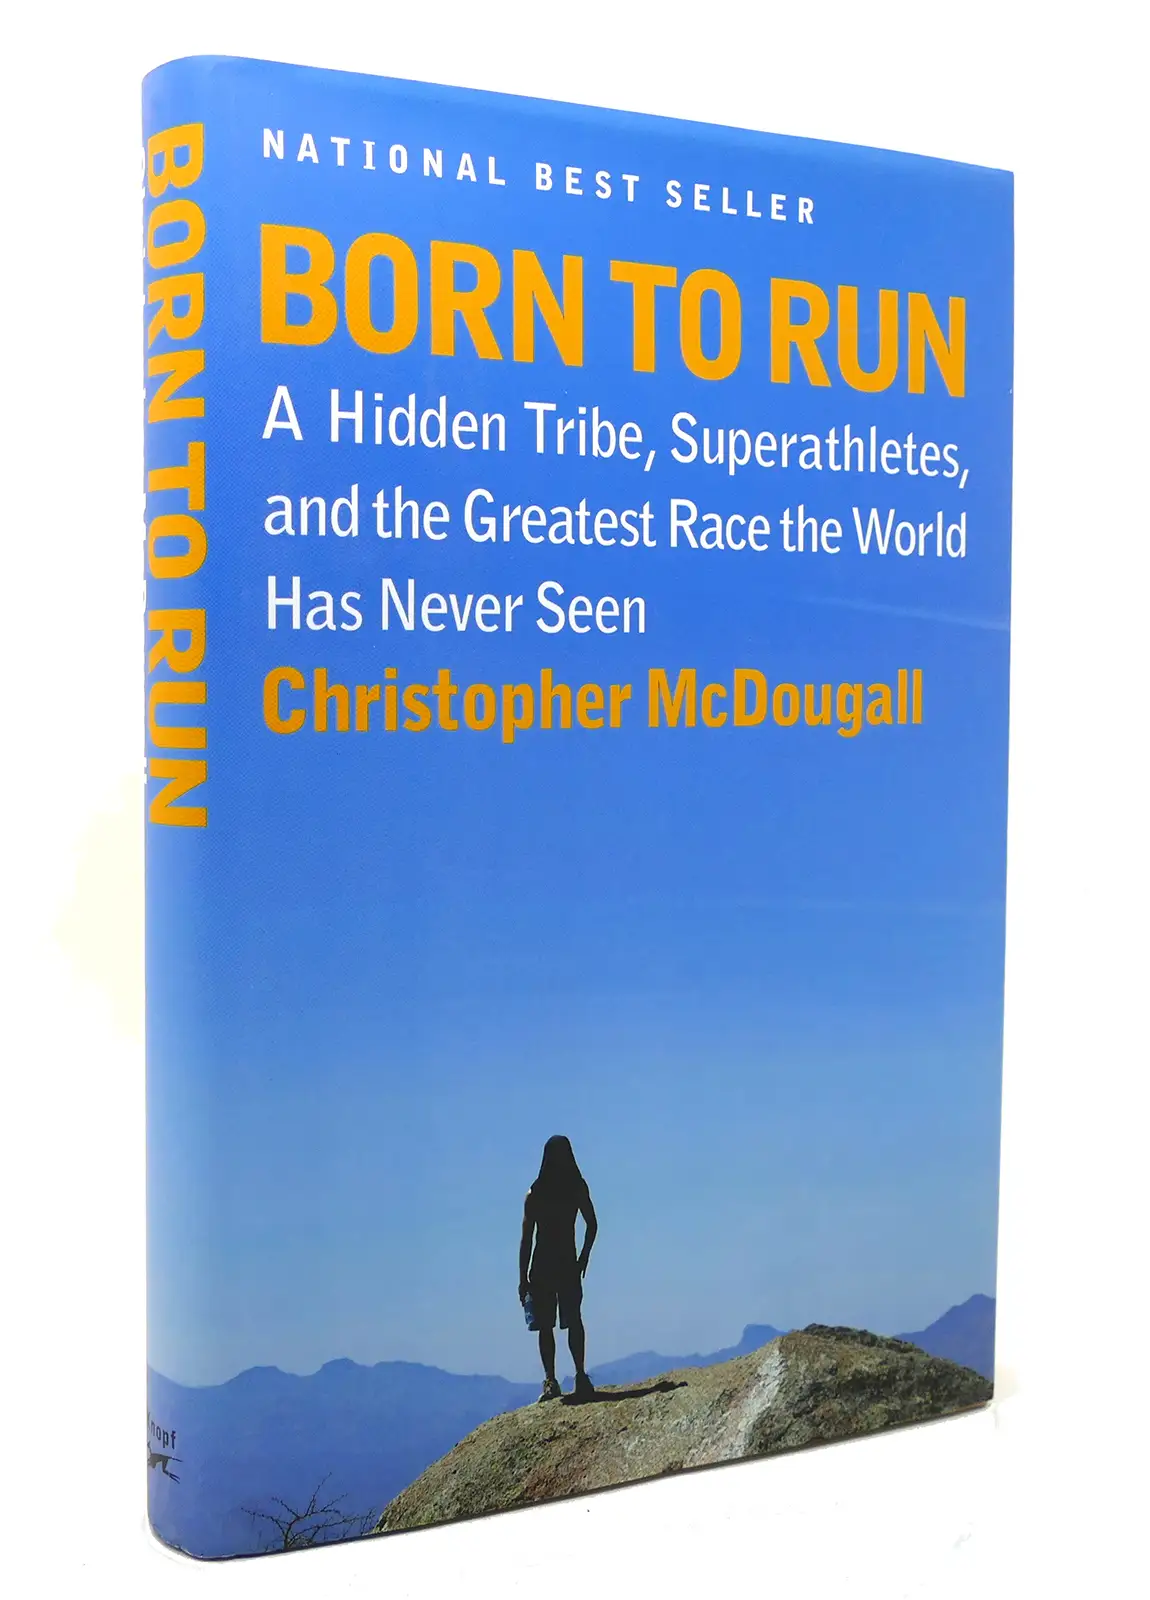 NATIONAL BEST SELLER
BORN TO RUN
A Hidden Tribe, Superathletes,
and the Greatest Race the World
Has Never Seen
Christopher McDougall
BORN TO RUN
Knopf